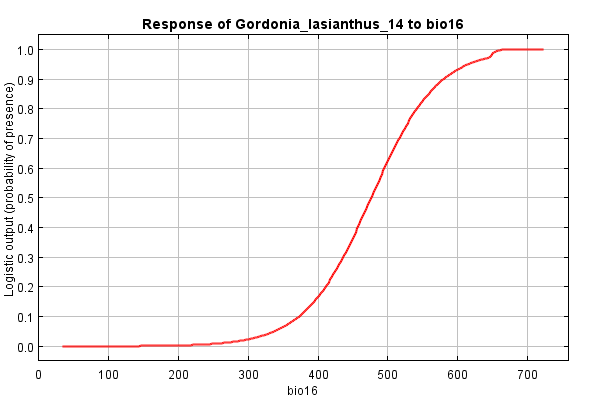 Response of Gordonia_lasianthus_14 to bio16
Logistic output (probability of presence)
1.0
0.9
0.8
0.7
0.6
0.5
0.4
0.3
0.2
0.1
0.0
0 100 200 300 400 500 600 700
bio16